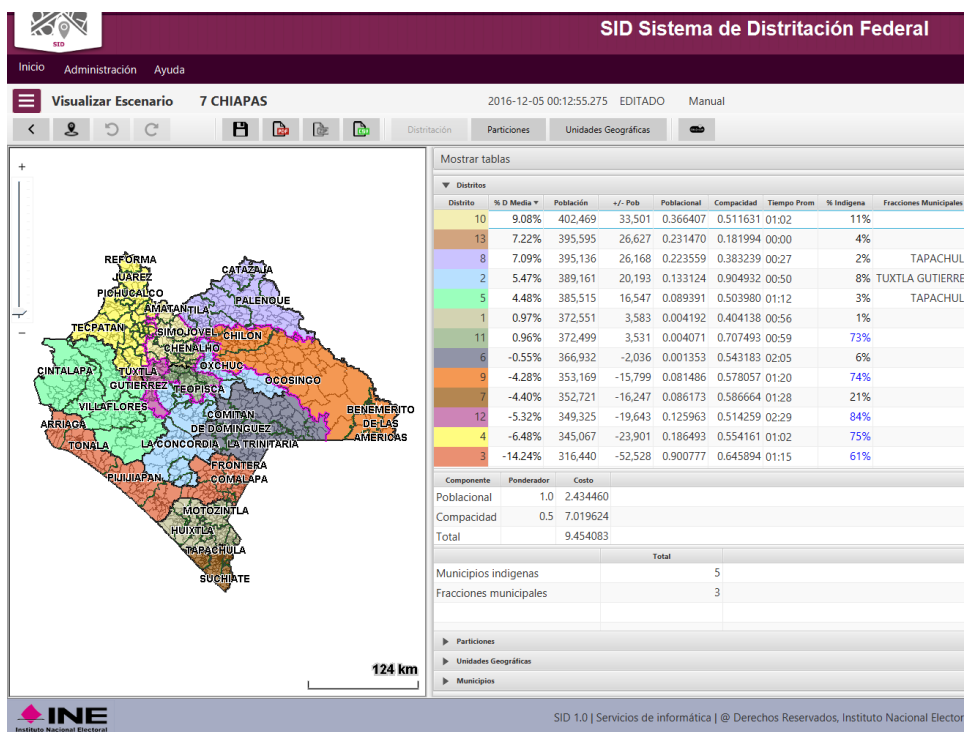 SID
SID Sistema de Distritación Federal
Inicio Administración Ayuda
Visualizar Escenario 7 CHIAPAS 2016-12-05 00:12:55.275 EDITADO Manual
Distritación Particiones Unidades Geográficas
Mostrar tablas
Distritos
Distrito % D Media Población +/- Pob Poblacional Compacidad Tiempo Prom % Indigena Fracciones Municipales
10 9.08% 402,469 33,501 0.366407 0.511631 01:02 11%
13 7.22% 395,595 26,627 0.231470 0.181994 00:00 4%
8 7.09% 395,136 26,168 0.223559 0.383239 00:27 2% TAPACHUL
2 5.47% 389,161 20,193 0.133124 0.904932 00:50 8% TUXTLA GUTIERRE
5 4.48% 385,515 16,547 0.089391 0.503980 01:12 3% TAPACHUL
1 0.97% 372,551 3,583 0.004192 0.404138 00:56 1%
11 0.96% 372,499 3,531 0.004071 0.707493 00:59 73%
6 -0.55% 366,932 -2,036 0.001353 0.543183 02:05 6%
9 -4.28% 353,169 -15,799 0.081486 0.578057 01:20 74%
7 -4.40% 352,721 -16,247 0.086173 0.586664 01:28 21%
12 -5.32% 349,325 -19,643 0.125963 0.514259 02:29 84%
4 -6.48% 345,067 -23,901 0.186493 0.554161 01:02 75%
3 -14.24% 316,440 -52,528 0.900777 0.645894 01:15 61%
Componente Ponderador Costo
Poblacional 1.0 2.434460
Compacidad 0.5 7.019624
Total 9.454083
Total
Municipios indigenas 5
Fracciones municipales 3
Particiones
Unidades Geográficas
Municipios
+
−
REFORMA
JUAREZ
CATAZAJA
PICHUCALCO
PALENQUE
AMATAN
TILA
TECPATAN
SIMOJOVEL
CHILON
CHENALHO
CINTALAPA
TUXTLA
GUTIERREZ
OXCHUC
OCOSINGO
TEOPISCA
VILLAFLORES
COMITAN
DE DOMINGUEZ
BENEMERITO
DE LAS
AMERICAS
ARRIAGA
TONALA
LA CONCORDIA
LA TRINITARIA
FRONTERA
COMALAPA
PIJIJIAPAN
MOTOZINTLA
HUIXTLA
TAPACHULA
SUCHIATE
124 km
INE
Instituto Nacional Electoral
SID 1.0 | Servicios de informática | @ Derechos Reservados, Instituto Nacional Elector